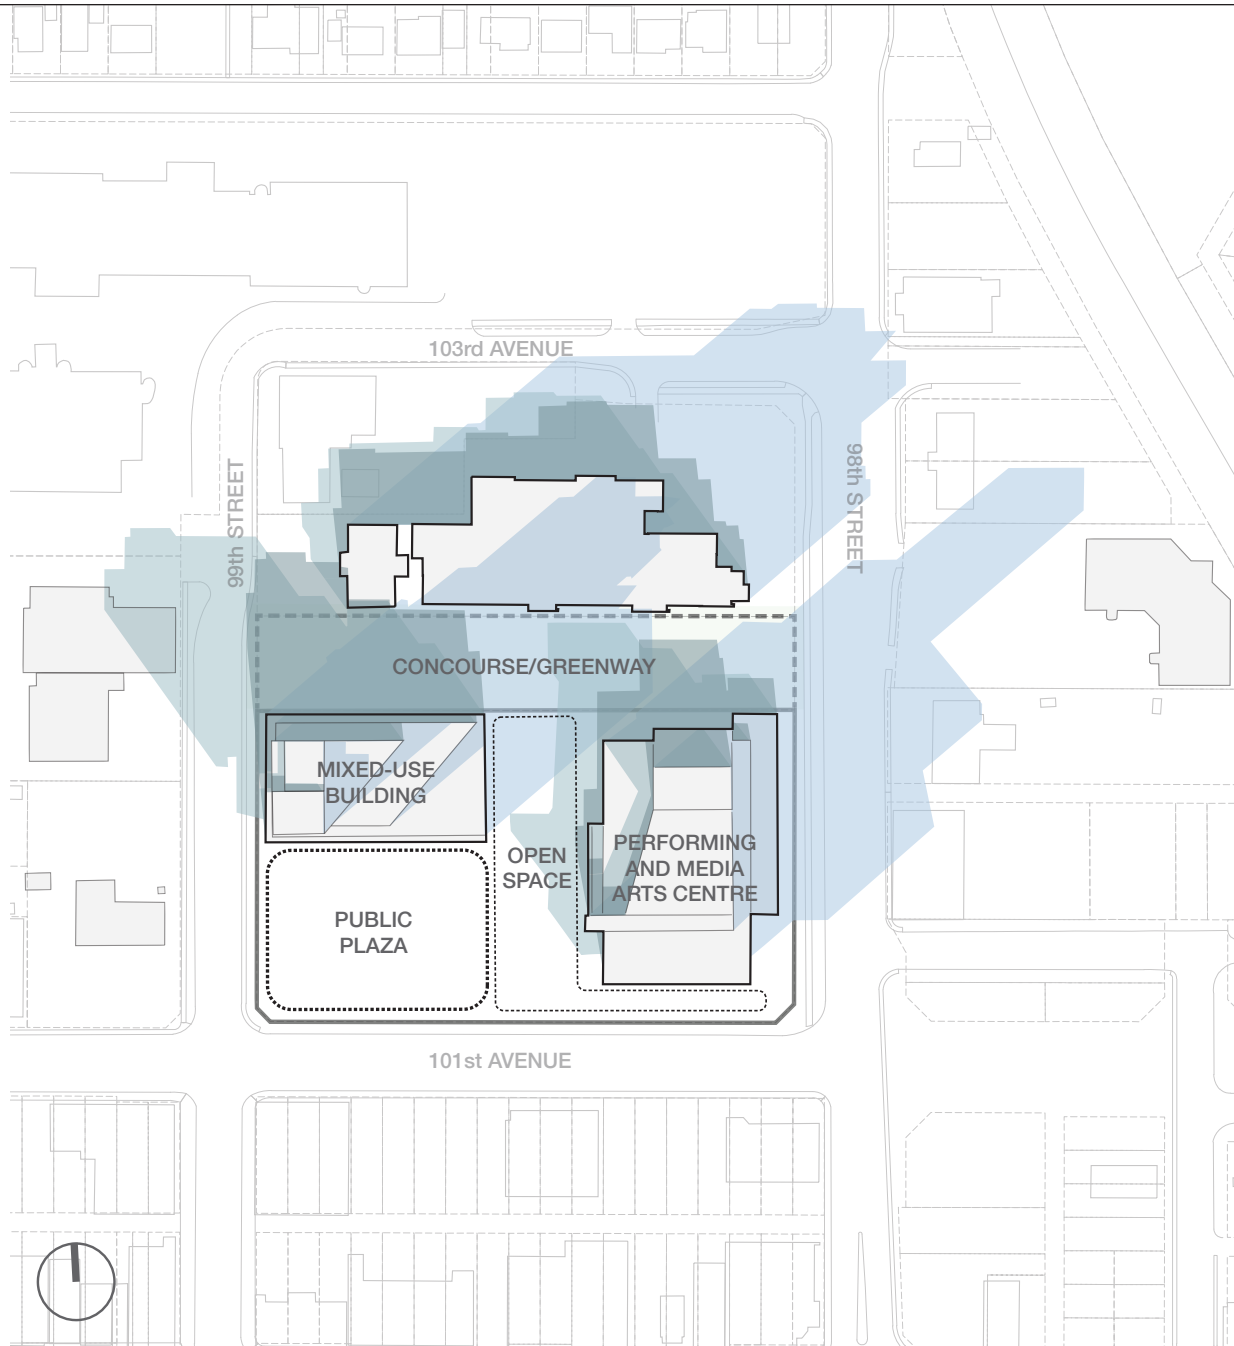 103rd AVENUE
99th STREET
98th STREET
CONCOURSE/GREENWAY
MIXED-USE
BUILDING
OPEN
SPACE
PERFORMING
AND MEDIA
ARTS CENTRE
PUBLIC
PLAZA
101st AVENUE